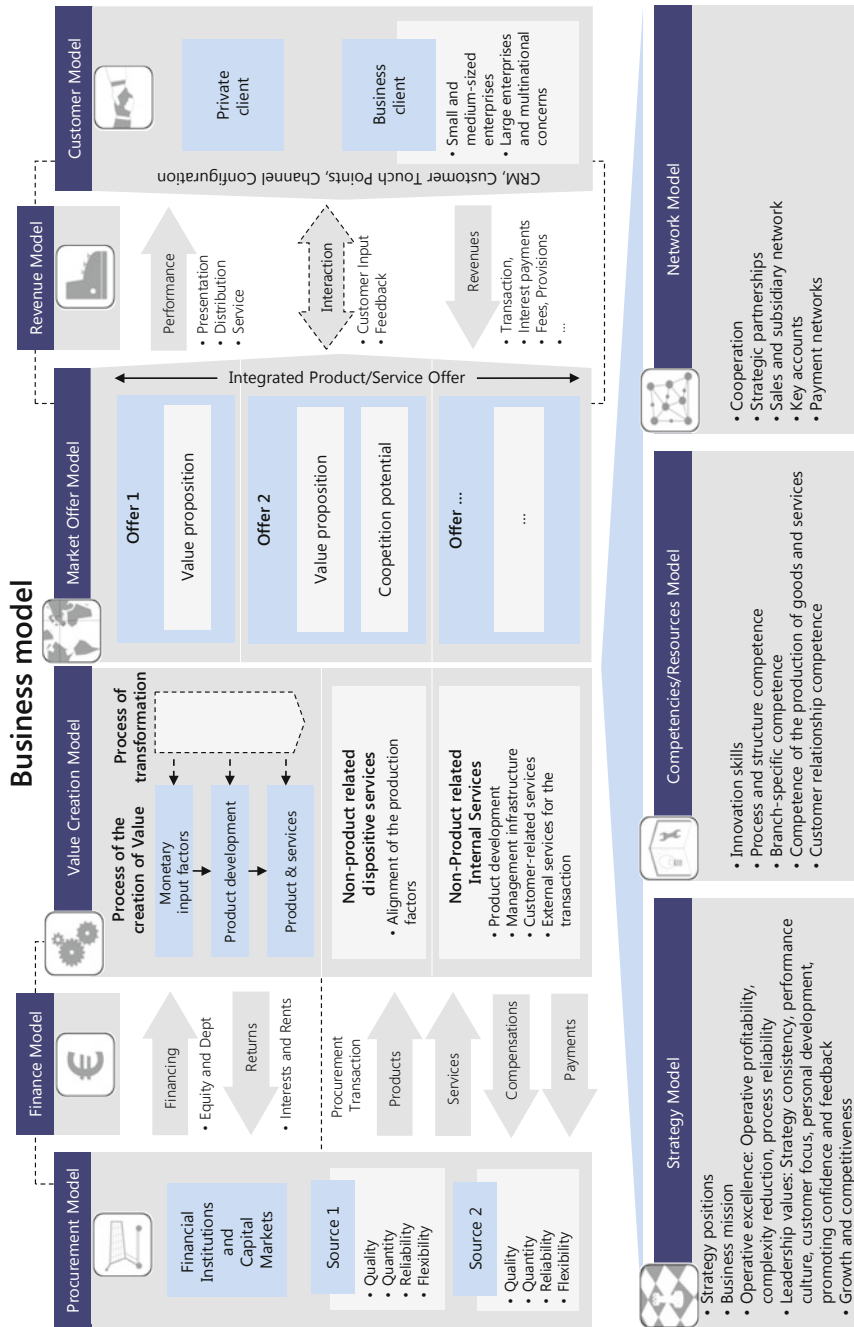 Business model
Procurement Model
Financial
Institutions
and
Capital
Markets
Source 1
• Quality
• Quantity
• Reliability
• Flexibility
Source 2
• Quality
• Quantity
• Reliability
• Flexibility
Finance Model
€
Financing
• Equity and Dept
Returns
• Interests and Rents
Procurement
Transaction
Products
Services
Compensations
Payments
Value Creation Model
Process of the
creation of Value
Process of
transformation
Monetary
input factors
Product development
Product & services
Non-product related
dispositive services
• Alignment of the production
factors
Non-Product related
Internal Services
• Product development
• Management infrastructure
• Customer-related services
• External services for the
transaction
Market Offer Model
Offer 1
Value proposition
Offer 2
Value proposition
Coopetition potential
Offer ...
...
Integrated Product/Service Offer
Revenue Model
Performance
• Presentation
• Distribution
• Service
Interaction
• Customer Input
• Feedback
Revenues
• Transaction,
Interest payments
• Fees, Provisions
• ...
Customer Model
CRM, Customer Touch Points, Channel Configuration
Private
client
Business
client
• Small and
medium-sized
enterprises
• Large enterprises
and multinational
concerns
Strategy Model
• Strategy positions
• Business mission
• Operative excellence: Operative profitability,
complexity reduction, process reliability
• Leadership values: Strategy consistency, performance
culture, customer focus, personal development,
promoting confidence and feedback
• Growth and competitiveness
Competencies/Resources Model
• Innovation skills
• Process and structure competence
• Branch-specific competence
• Competence of the production of goods and services
• Customer relationship competence
Network Model
• Cooperation
• Strategic partnerships
• Sales and subsidiary network
• Key accounts
• Payment networks